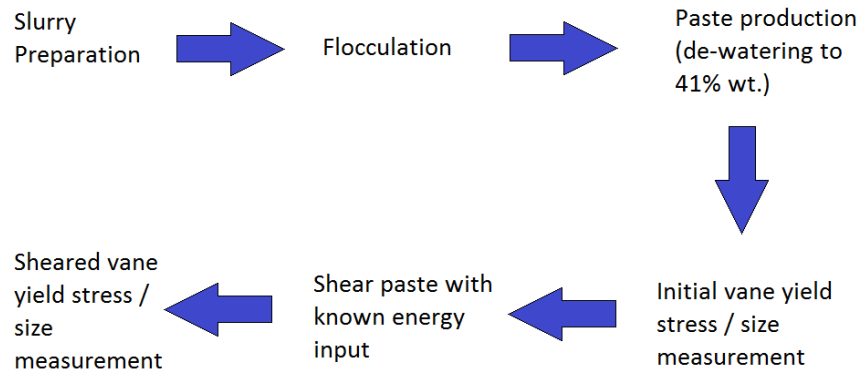 Slurry
Preparation
Flocculation
Paste production
(de-watering to
41% wt.)
Initial vane yield
stress / size
measurement
Shear paste with
known energy
input
Sheared vane
yield stress /
size
measurement